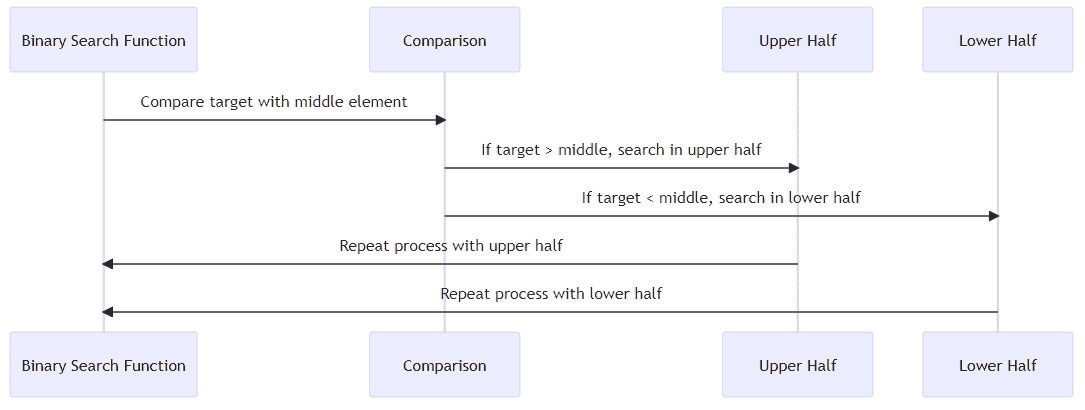 Binary Search Function
Comparison
Upper Half
Lower Half
Compare target with middle element
If target > middle, search in upper half
If target < middle, search in lower half
Repeat process with upper half
Repeat process with lower half
Binary Search Function
Comparison
Upper Half
Lower Half